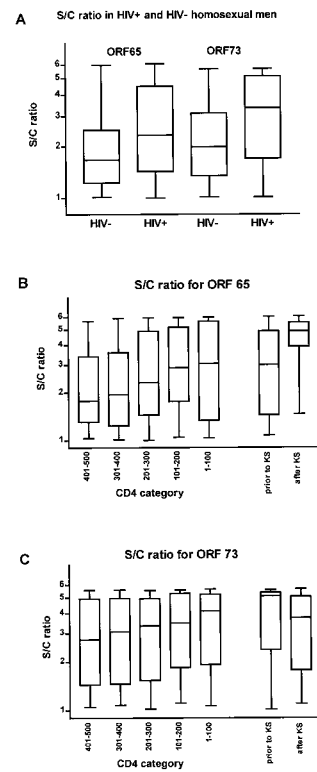 A
S/C ratio in HIV+ and HIV- homosexual men
ORF65
ORF73
S/C ratio
6
5
4
3
2
1
HIV-
HIV+
HIV-
HIV+
B
S/C ratio for ORF 65
S/C ratio
6
5
4
3
2
1
401-500
301-400
201-300
101-200
1-100
prior to KS
after KS
CD4 category
C
S/C ratio for ORF 73
S/C ratio
6
5
3
2
1
401-500
301-400
201-300
101-200
1-100
prior to KS
after KS
CD4 category